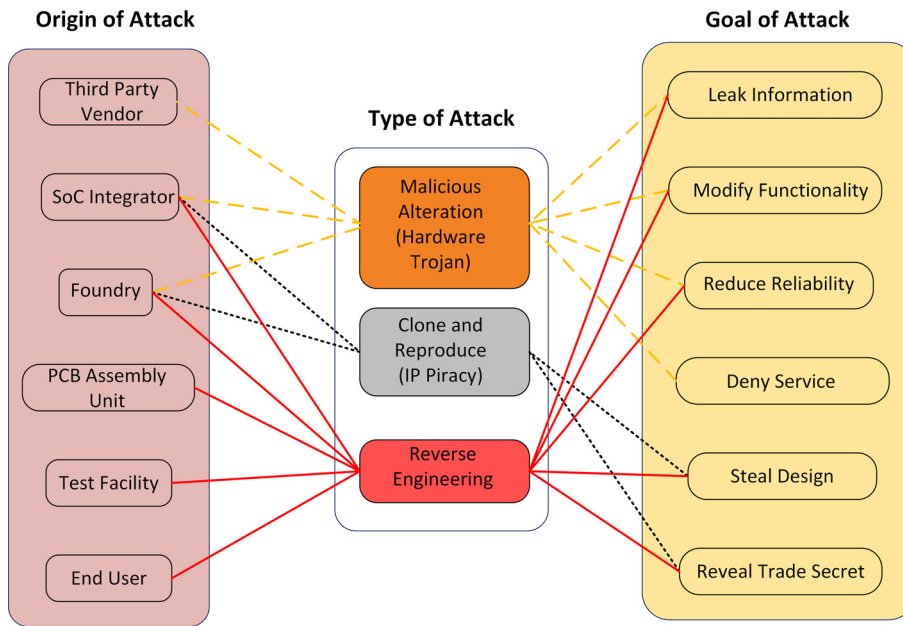 Origin of Attack
Third Party
Vendor
SoC Integrator
Foundry
PCB Assembly
Unit
Test Facility
End User
Type of Attack
Malicious
Alteration
(Hardware
Trojan)
Clone and
Reproduce
(IP Piracy)
Reverse
Engineering
Goal of Attack
Leak Information
Modify Functionality
Reduce Reliability
Deny Service
Steal Design
Reveal Trade Secret